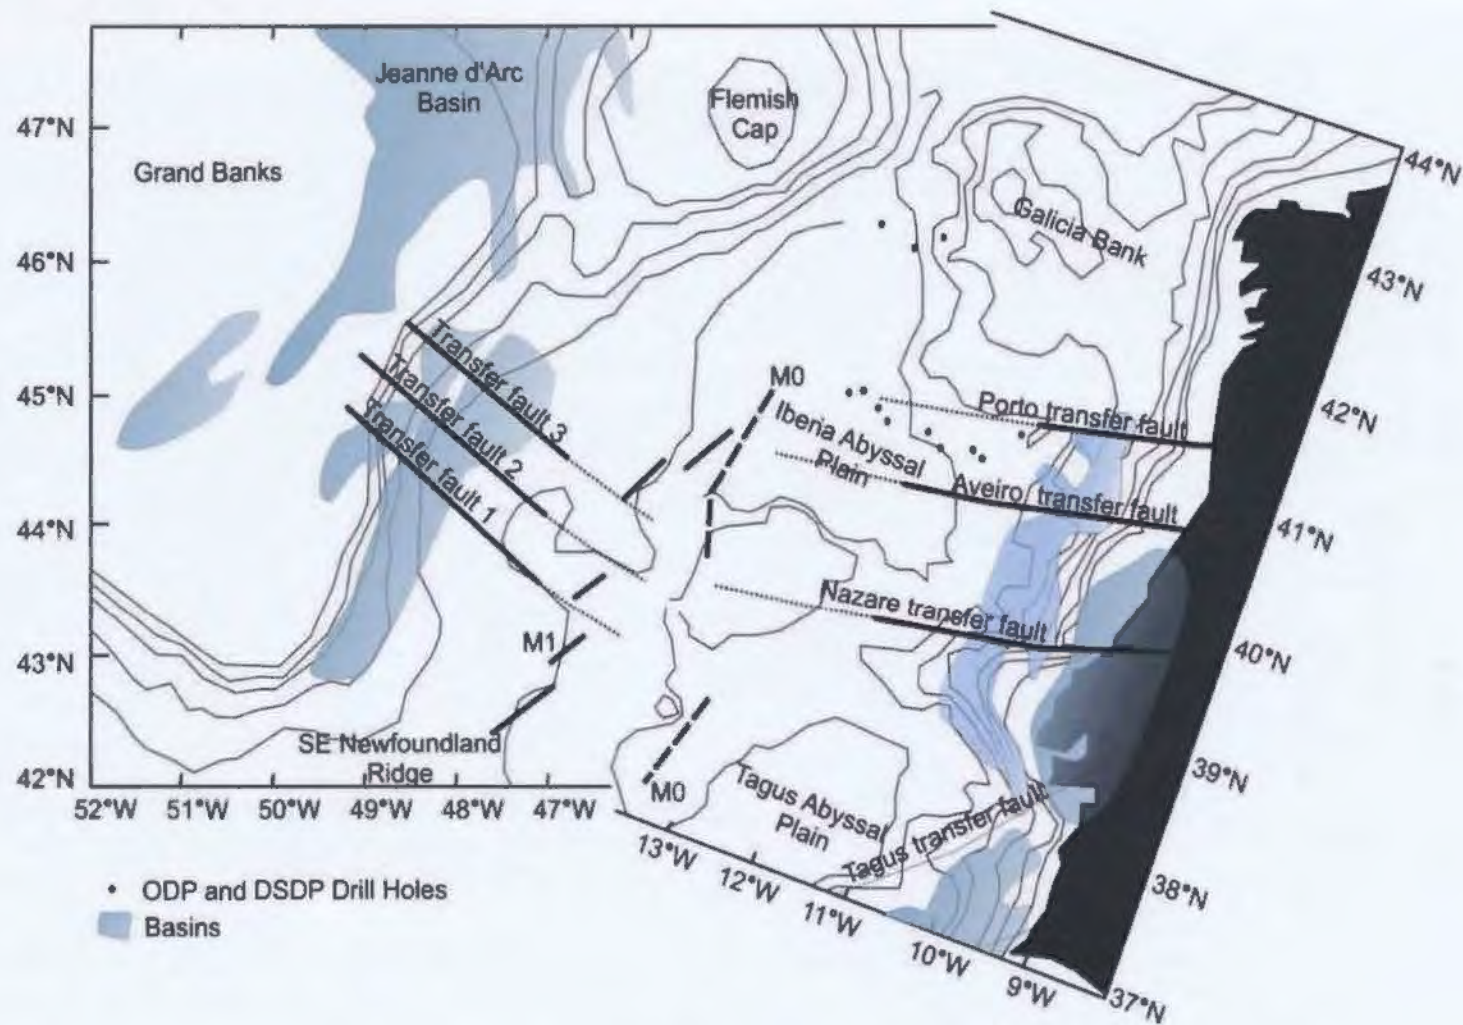 Jeanne d'Arc
Basin
Flemish
Cap
Grand Banks
Galicia Bank
47°N
46°N
45°N
44°N
43°N
42°N
44°N
43°N
42°N
41°N
40°N
39°N
38°N
37°N
Transfer fault 3
Transfer fault 2
Transfer fault 1
M0
Iberia Abyssal
Plain
Porto transfer fault
Aveiro transfer fault
Nazare transfer fault
M1
SE Newfoundland
Ridge
M0
Tagus Abyssal
Plain
Tagus transfer fault
52°W 51°W 50°W 49°W 48°W 47°W
13°W 12°W 11°W 10°W 9°W
ODP and DSDP Drill Holes
Basins